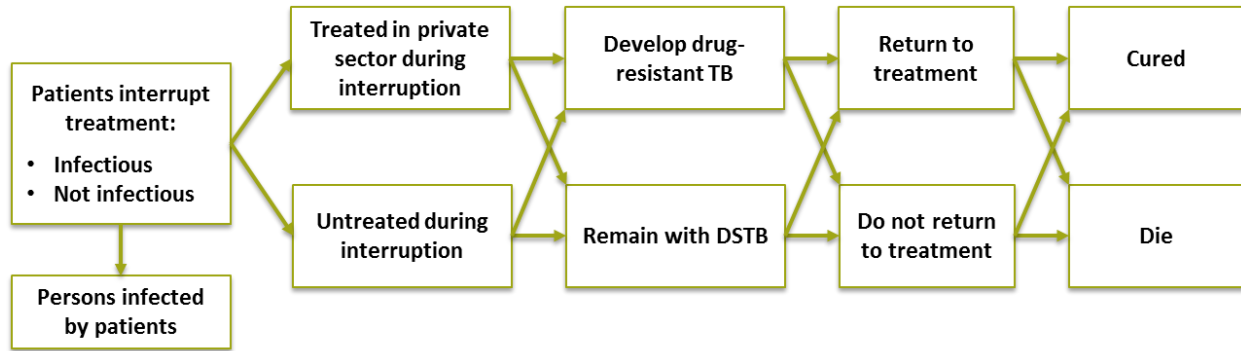 Patients interrupt
treatment:
• Infectious
• Not infectious
Persons infected
by patients
Treated in private
sector during
interruption
Untreated during
interruption
Develop drug-
resistant TB
Remain with DSTB
Return to
treatment
Do not return
to treatment
Cured
Die